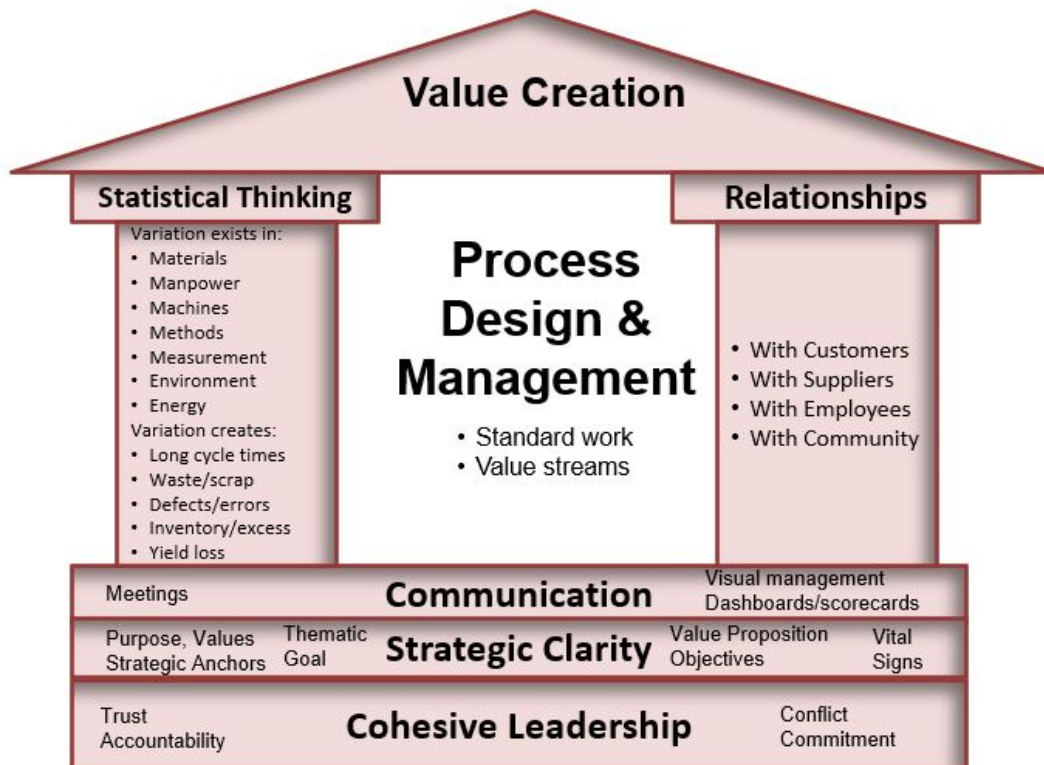 Value Creation
Statistical Thinking
Variation exists in:
• Materials
• Manpower
• Machines
• Methods
• Measurement
• Environment
• Energy
Variation creates:
• Long cycle times
• Waste/scrap
• Defects/errors
• Inventory/excess
• Yield loss
Process
Design &
Management
• Standard work
• Value streams
Relationships
• With Customers
• With Suppliers
• With Employees
• With Community
Meetings
Communication
Visual management
Dashboards/scorecards
Purpose, Values
Strategic Anchors
Thematic
Goal
Strategic Clarity
Value Proposition
Objectives
Vital
Signs
Trust
Accountability
Cohesive Leadership
Conflict
Commitment